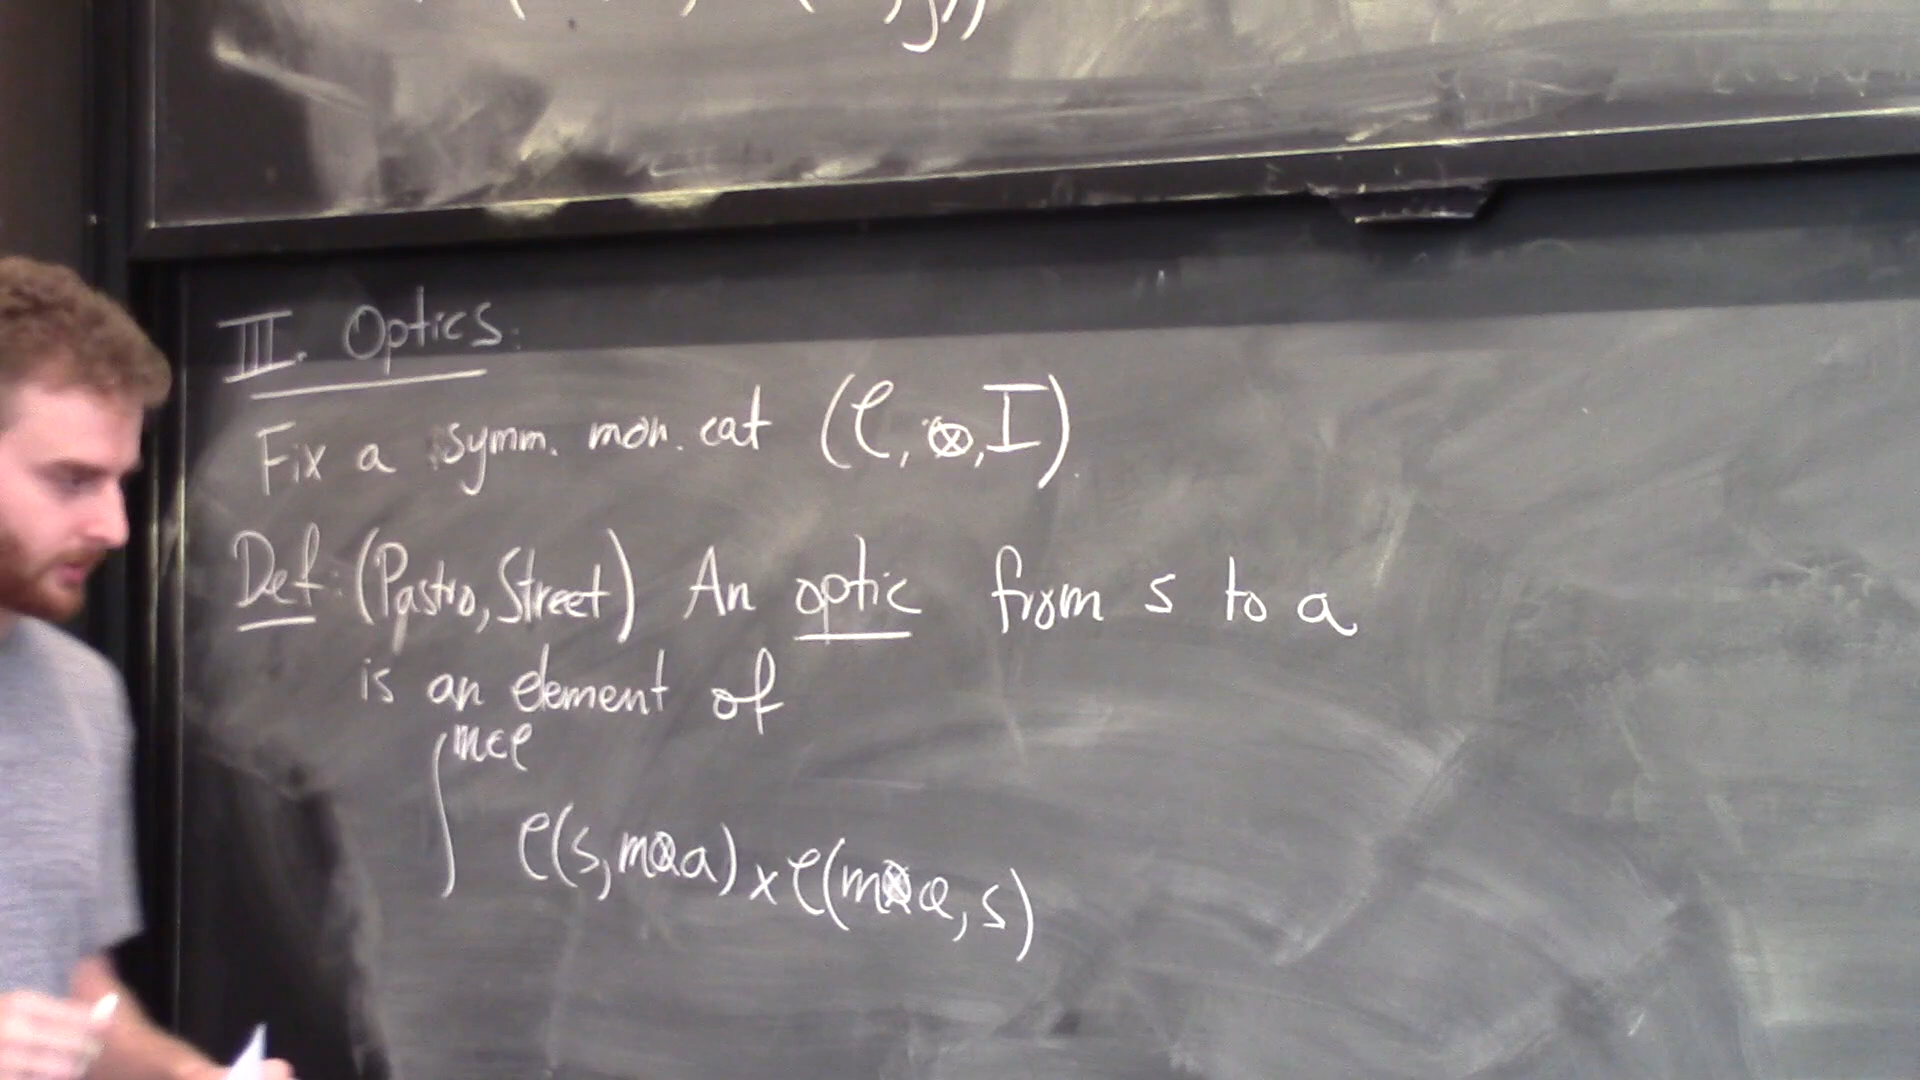 III. Optics:
Fix a symm. mon. cat (C, ⊗, I).
Def: (Pastro, Street) An optic from s to a
is an element of
∫^{m∈C} C(s, m⊗a) × C(m⊗a, s)